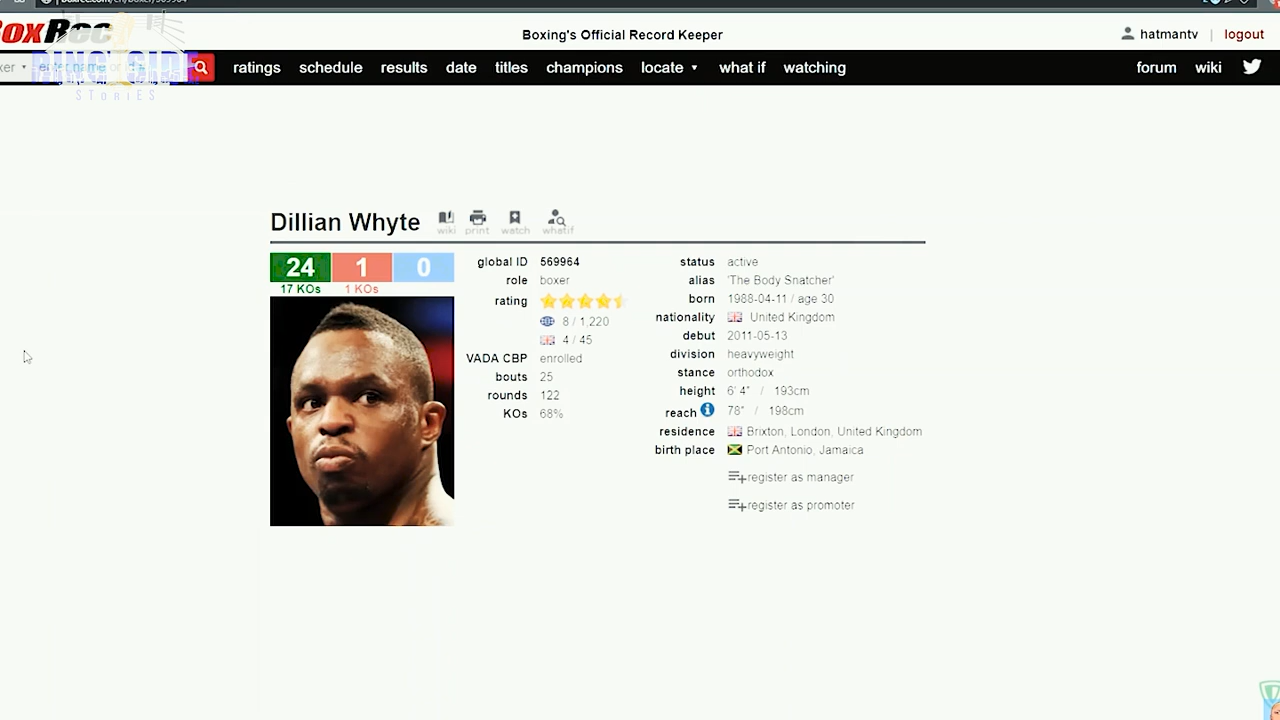 BoxRec
Boxing's Official Record Keeper
hatmantv | logout
RING SIDE
STORIES
ratings schedule results date titles champions locate what if watching forum wiki
Dillian Whyte
wiki print watch whatif
24 1 0
17 KOs 1 KOs
global ID 569964
role boxer
rating
8 / 1,220
4 / 45
VADA CBP enrolled
bouts 25
rounds 122
KOs 68%
status active
alias 'The Body Snatcher'
born 1988-04-11 / age 30
nationality United Kingdom
debut 2011-05-13
division heavyweight
stance orthodox
height 6' 4" / 193cm
reach 78" / 198cm
residence Brixton, London, United Kingdom
birth place Port Antonio, Jamaica
register as manager
register as promoter